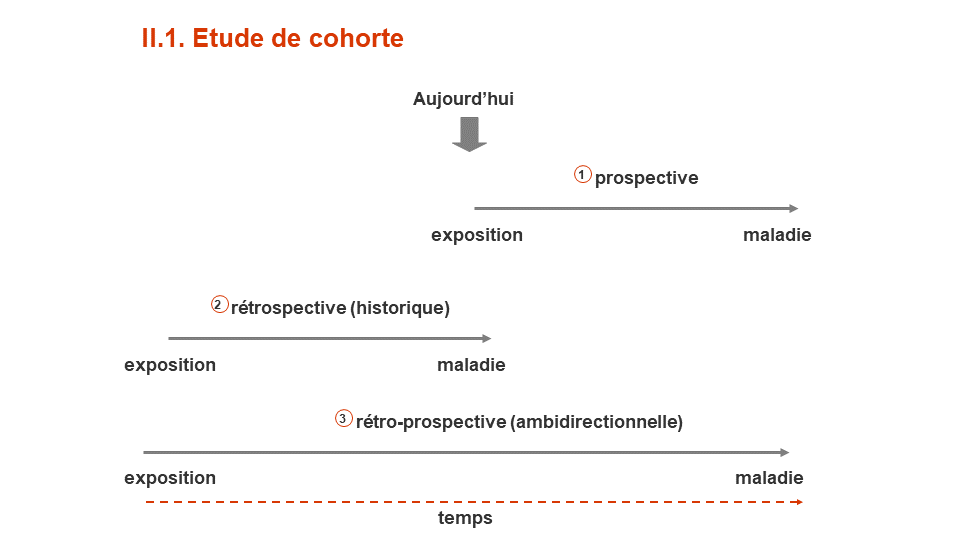 II.1. Etude de cohorte
Aujourd’hui
1 prospective
exposition maladie
2 rétrospective (historique)
exposition maladie
3 rétro-prospective (ambidirectionnelle)
exposition maladie
temps